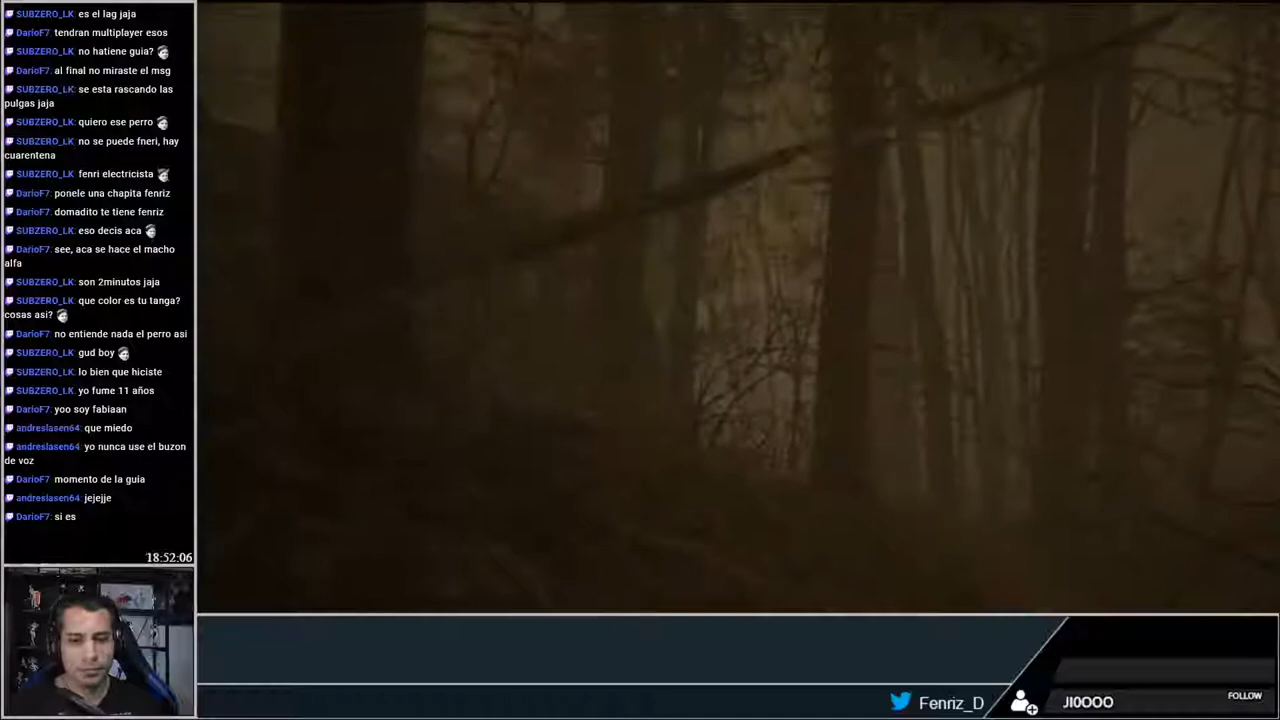 SUBZERO_LK: es el lag jaja
DarioF7: tendran multiplayer esos
SUBZERO_LK: no hatiene guia?
DarioF7: al final no miraste el msg
SUBZERO_LK: se esta rascando las
pulgas jaja
SUBZERO_LK: quiero ese perro
SUBZERO_LK: no se puede fneri, hay
cuarentena
SUBZERO_LK: fenri electricista
DarioF7: ponele una chapita fenriz
DarioF7: domadito te tiene fenriz
SUBZERO_LK: eso decis aca
DarioF7: see, aca se hace el macho
alfa
SUBZERO_LK: son 2minutos jaja
SUBZERO_LK: que color es tu tanga?
cosas asi?
DarioF7: no entiende nada el perro asi
SUBZERO_LK: gud boy
SUBZERO_LK: lo bien que hiciste
SUBZERO_LK: yo fume 11 años
DarioF7: yoo soy fabiaan
andreslasen64: que miedo
andreslasen64: yo nunca use el buzon
de voz
DarioF7: momento de la guia
andreslasen64: jejejje
DarioF7: si es
18:52:06
Fenriz_D
JI0OOO
FOLLOW